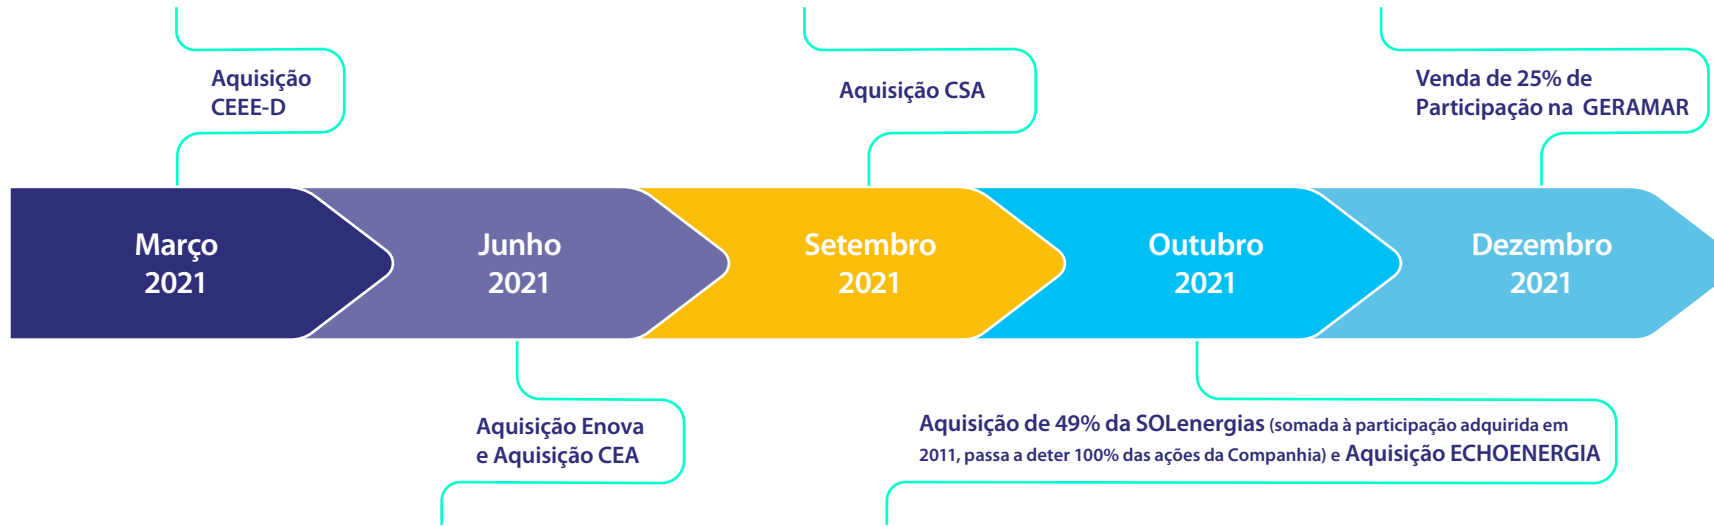 Aquisição
CEEE-D
Aquisição CSA
Venda de 25% de
Participação na GERAMAR
Março
2021
Junho
2021
Setembro
2021
Outubro
2021
Dezembro
2021
Aquisição Enova
e Aquisição CEA
Aquisição de 49% da SOLenergias (somada à participação adquirida em
2011, passa a deter 100% das ações da Companhia) e Aquisição ECHOENERGIA